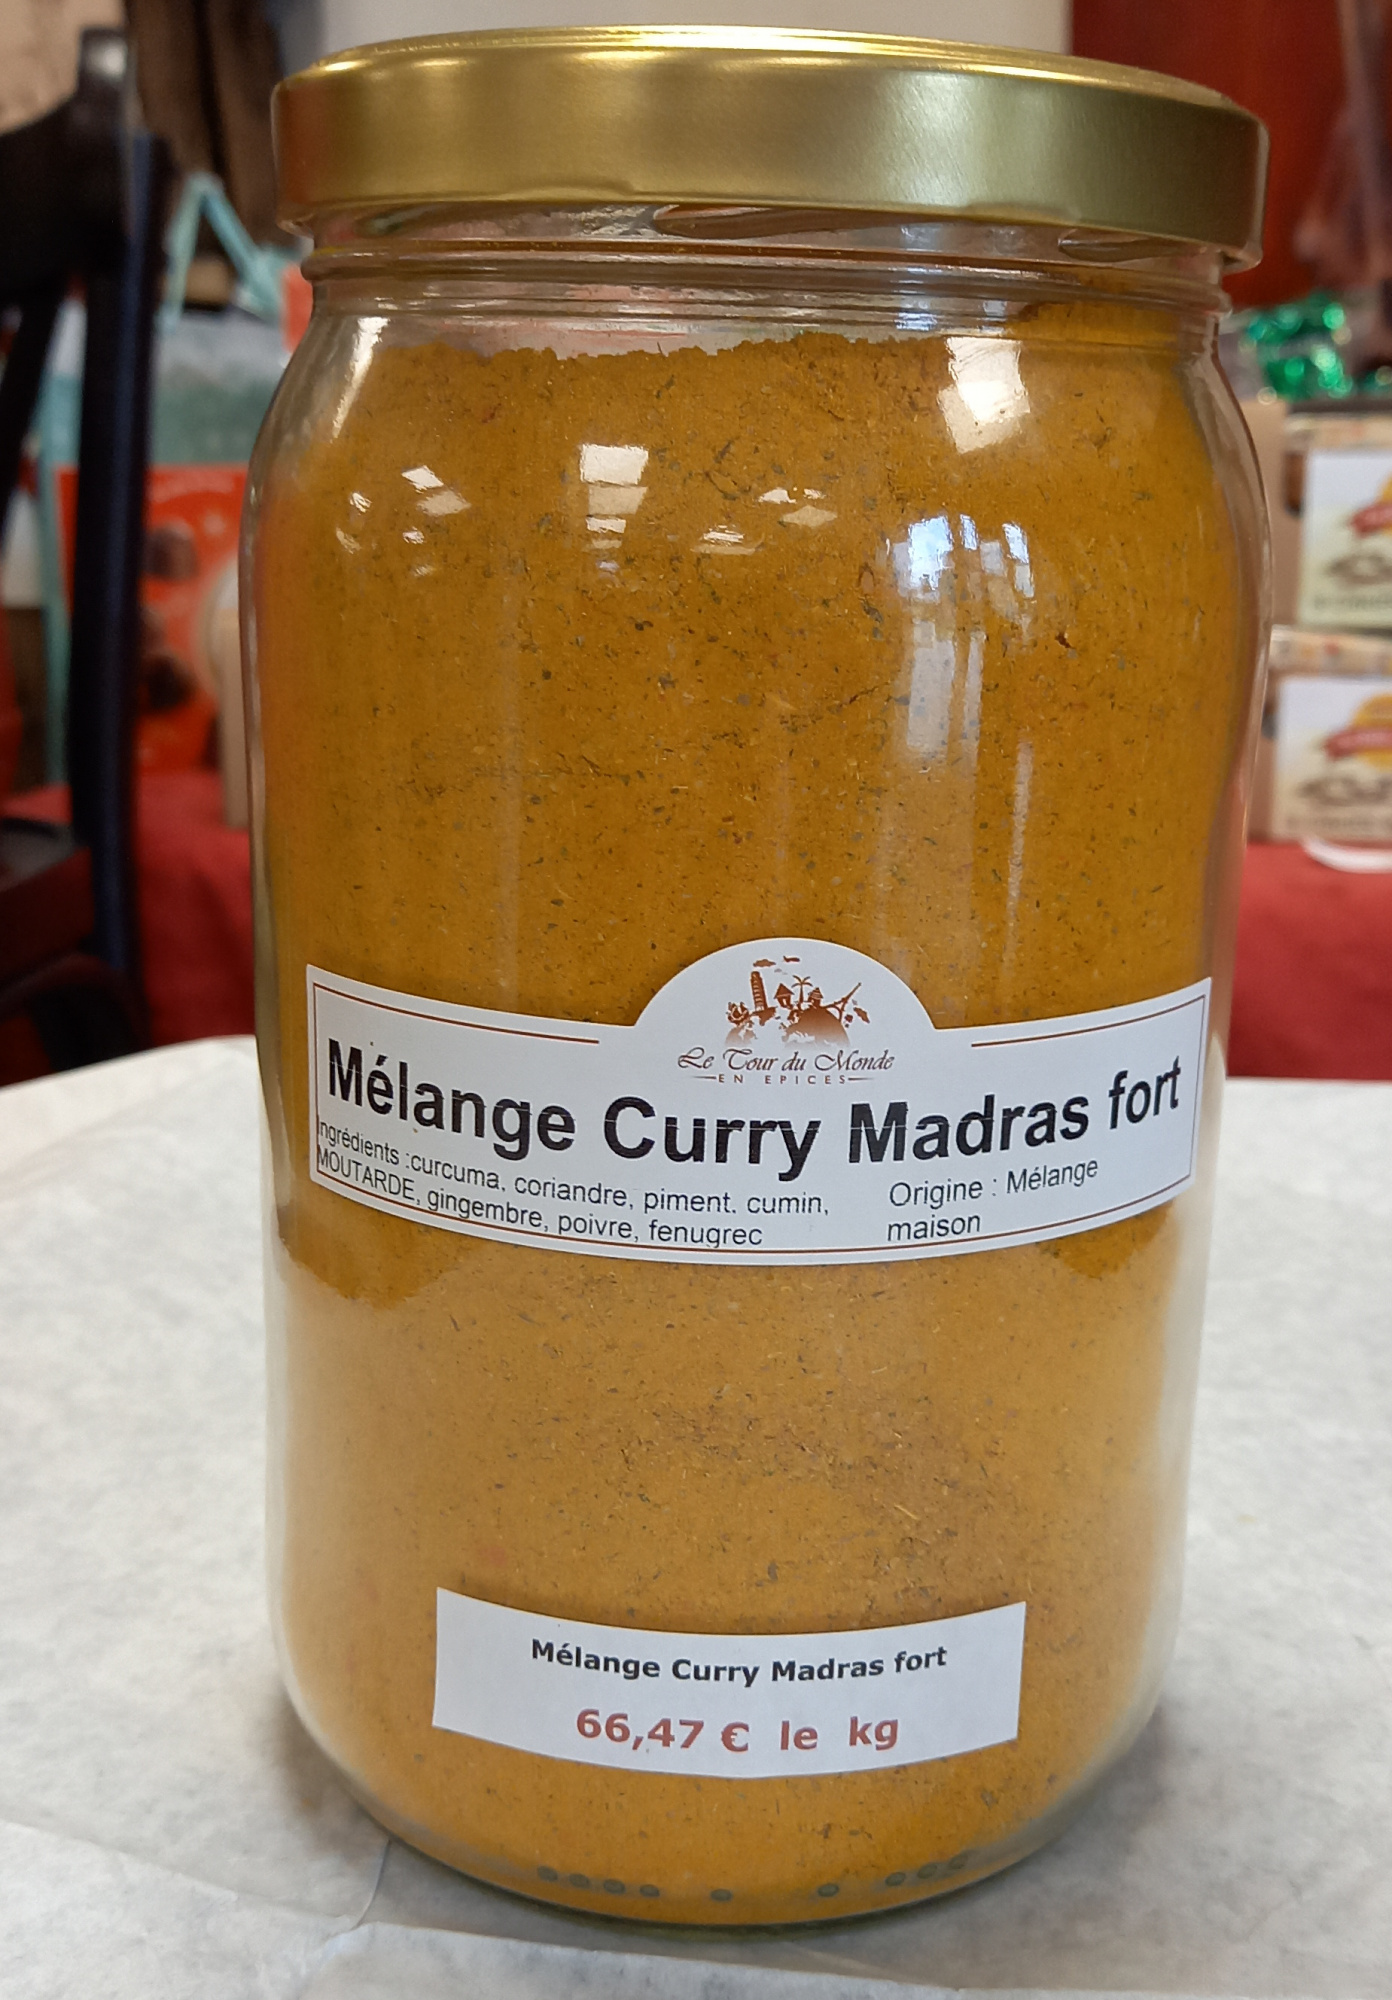 Le Tour du Monde
EN EPICES
Mélange Curry Madras fort
Ingrédients :curcuma, coriandre, piment, cumin,
MOUTARDE, gingembre, poivre, fenugrec
Origine : Mélange
maison
Mélange Curry Madras fort
66,47 € le kg